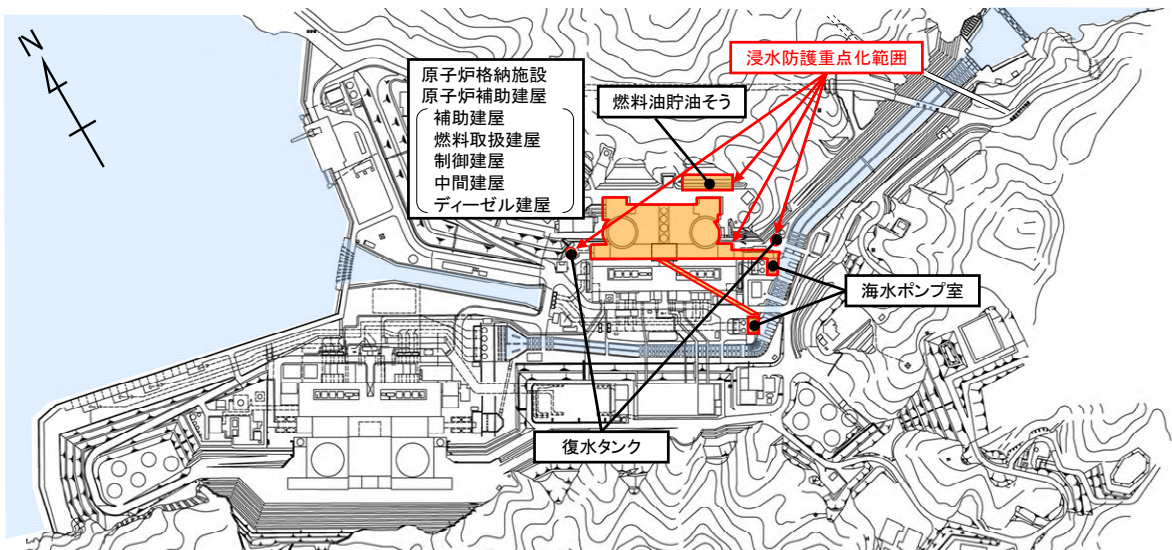 N
浸水防護重点化範囲
原子炉格納施設
原子炉補助建屋
補助建屋
燃料取扱建屋
制御建屋
中間建屋
ディーゼル建屋
燃料油貯油そう
海水ポンプ室
復水タンク